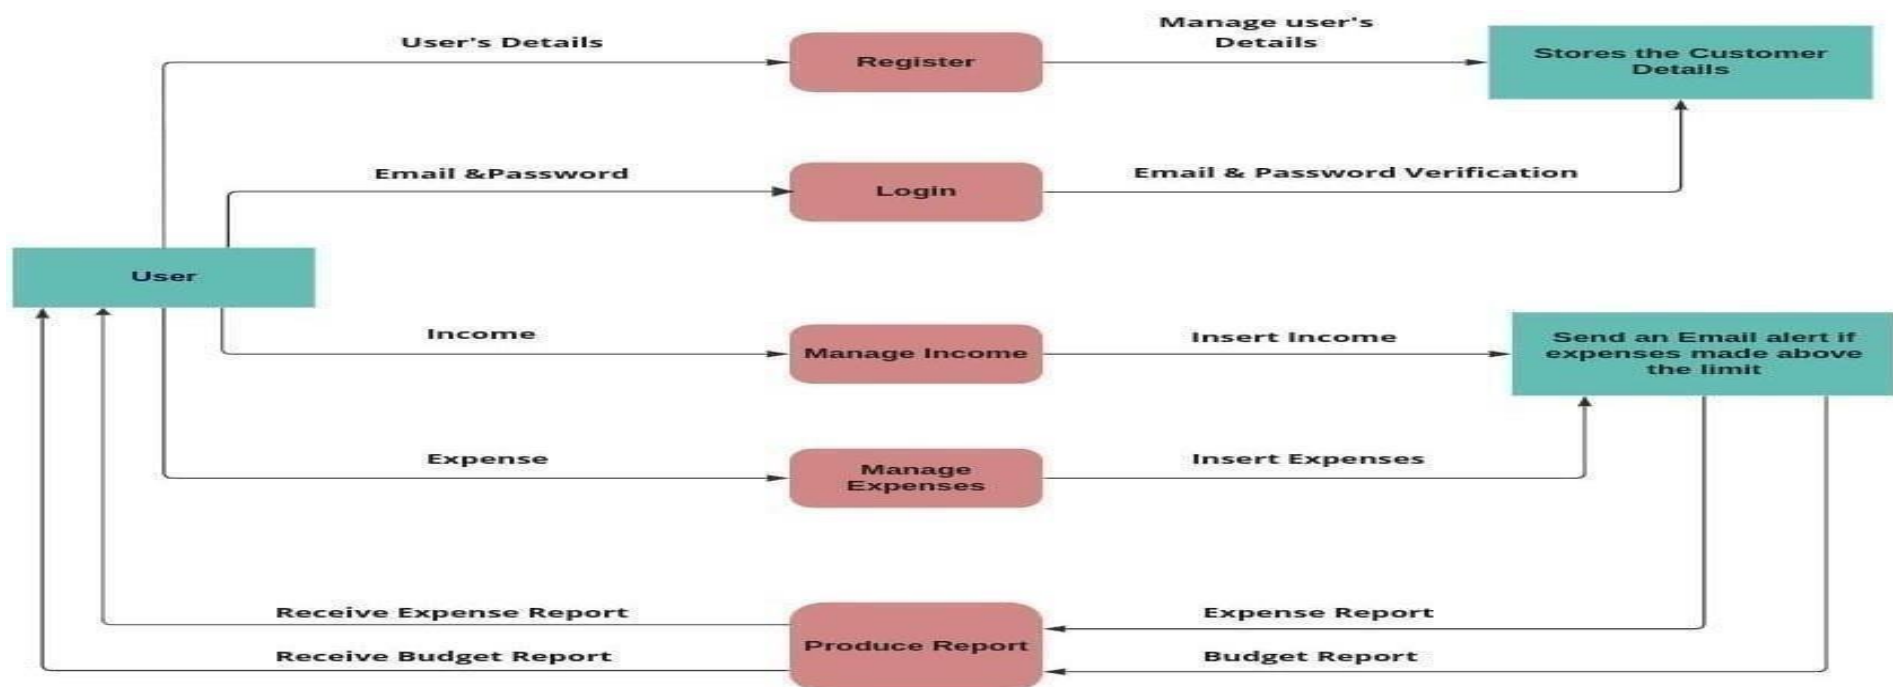 User's Details
Register
Manage user's
Details
Stores the Customer
Details
Email &Password
Login
Email & Password Verification
User
Income
Manage Income
Insert Income
Send an Email alert if
expenses made above
the limit
Expense
Manage
Expenses
Insert Expenses
Receive Expense Report
Expense Report
Produce Report
Receive Budget Report
Budget Report